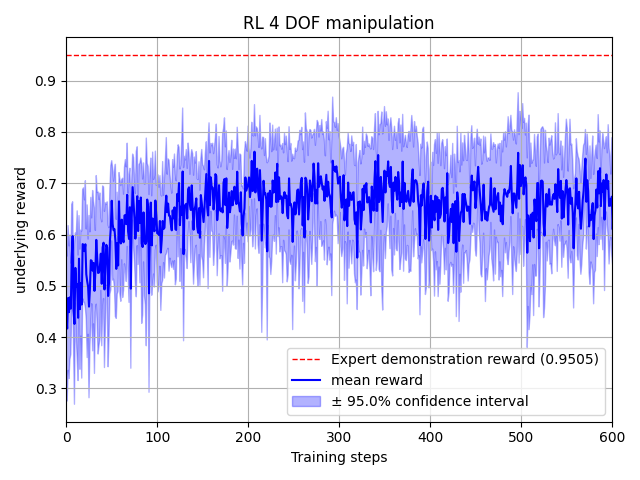 RL 4 DOF manipulation
underlying reward
0.9
0.8
0.7
0.6
0.5
0.4
0.3
Expert demonstration reward (0.9505)
mean reward
± 95.0% confidence interval
0 100 200 300 400 500 600
Training steps